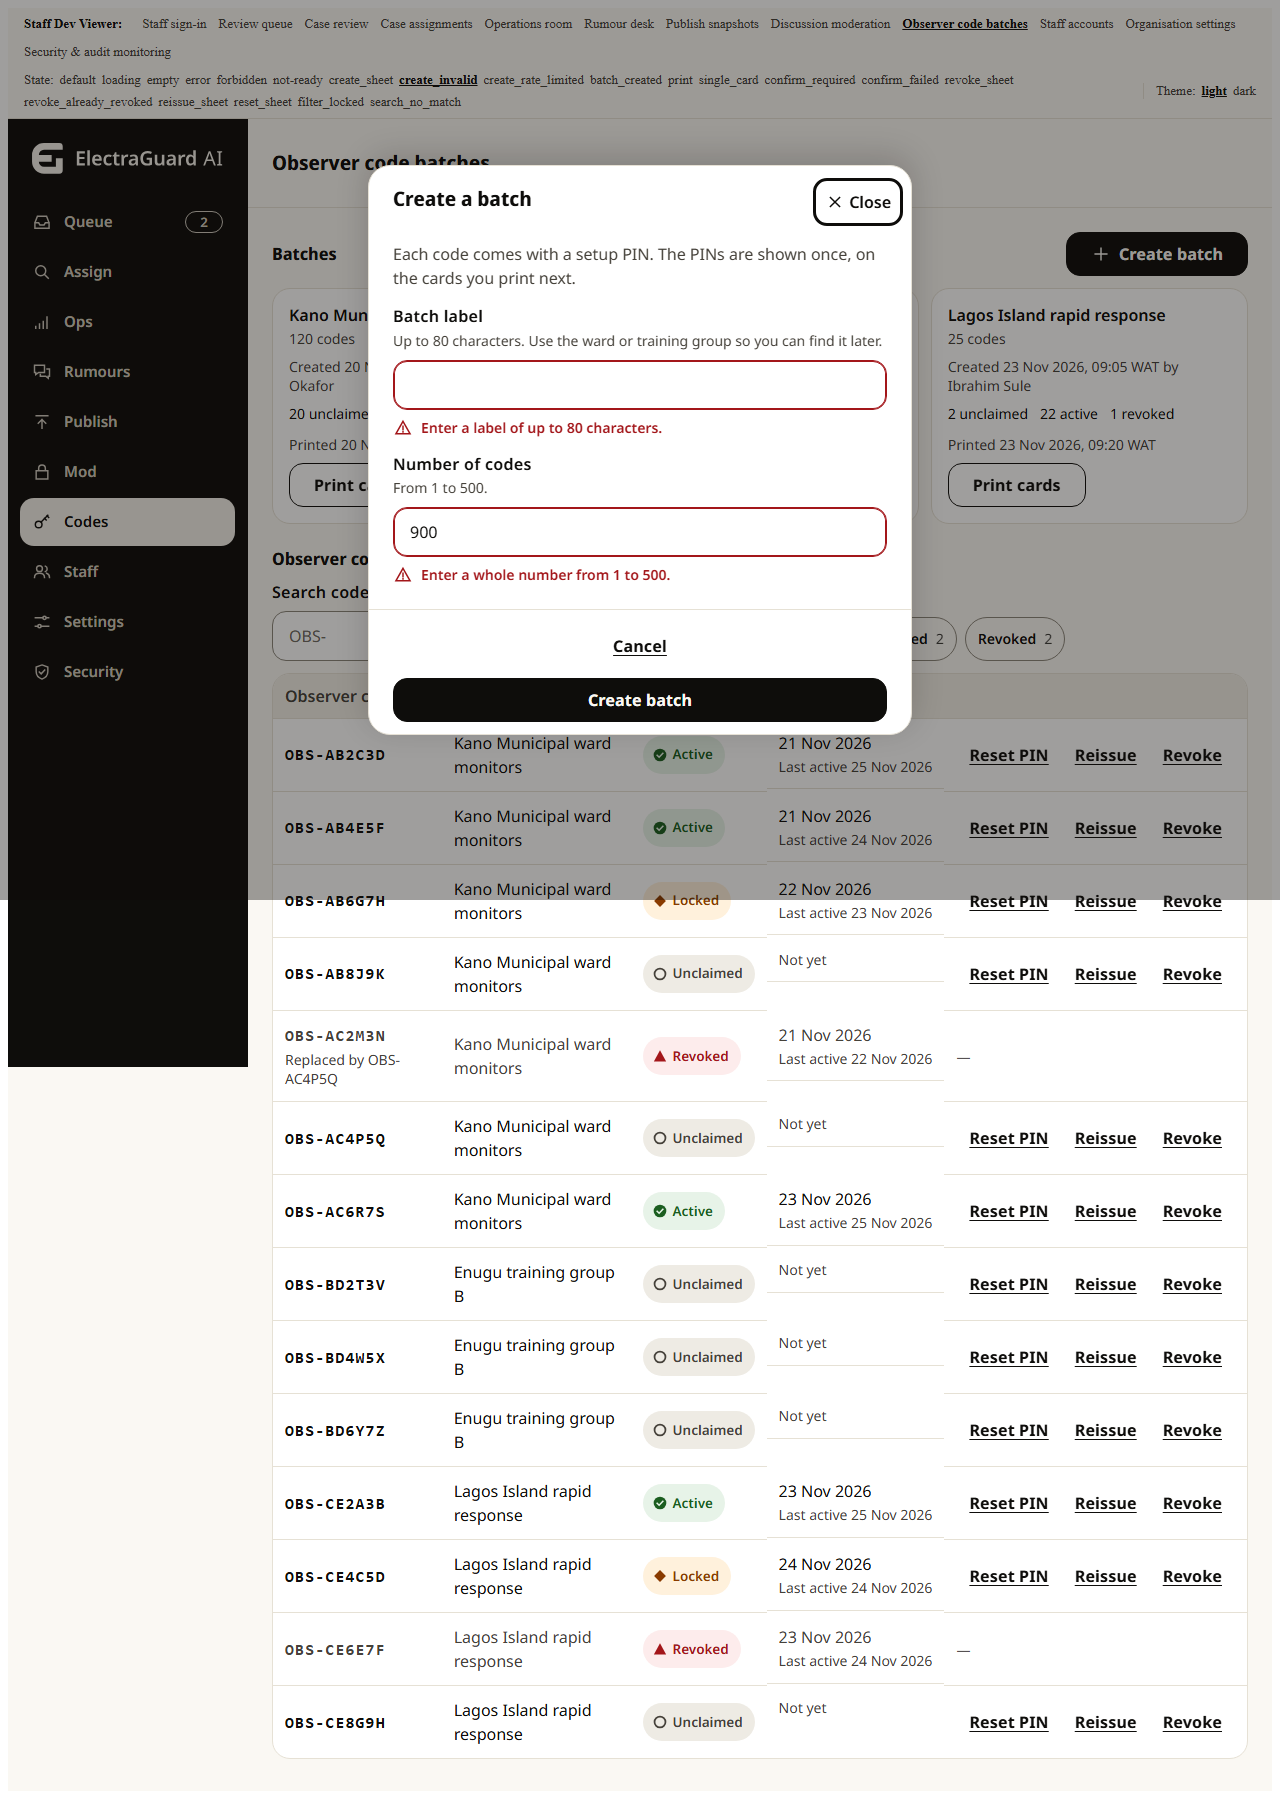 Staff Dev Viewer: Staff sign-in Review queue Case review Case assignments Operations room Rumour desk Publish snapshots Discussion moderation Observer code batches Staff accounts Organisation settings
Security & audit monitoring
State: default loading empty error forbidden not-ready create_sheet create_invalid create_rate_limited batch_created print single_card confirm_required confirm_failed revoke_sheet
revoke_already_revoked reissue_sheet reset_sheet filter_locked search_no_match
Theme: light dark
ElectraGuard AI
Queue 2
Assign
Ops
Rumours
Publish
Mod
Codes
Staff
Settings
Security
Observer code batches
Batches
Create batch
Kano Mun
120 codes
Created 20 N
Okafor
20 unclaime
Printed 20 N
Print c
Lagos Island rapid response
25 codes
Created 23 Nov 2026, 09:05 WAT by
Ibrahim Sule
2 unclaimed 22 active 1 revoked
Printed 23 Nov 2026, 09:20 WAT
Print cards
Create a batch
Close
Each code comes with a setup PIN. The PINs are shown once, on
the cards you print next.
Batch label
Up to 80 characters. Use the ward or training group so you can find it later.
Enter a label of up to 80 characters.
Number of codes
From 1 to 500.
900
Enter a whole number from 1 to 500.
Cancel
Create batch
Observer co
Search code
OBS-
ed 2
Revoked 2
Observer c
OBS-AB2C3D Kano Municipal ward monitors Active 21 Nov 2026 Last active 25 Nov 2026 Reset PIN Reissue Revoke
OBS-AB4E5F Kano Municipal ward monitors Active 21 Nov 2026 Last active 24 Nov 2026 Reset PIN Reissue Revoke
OBS-AB6G7H Kano Municipal ward monitors Locked 22 Nov 2026 Last active 23 Nov 2026 Reset PIN Reissue Revoke
OBS-AB8J9K Kano Municipal ward monitors Unclaimed Not yet Reset PIN Reissue Revoke
OBS-AC2M3N Replaced by OBS-AC4P5Q Kano Municipal ward monitors Revoked 21 Nov 2026 Last active 22 Nov 2026 —
OBS-AC4P5Q Kano Municipal ward monitors Unclaimed Not yet Reset PIN Reissue Revoke
OBS-AC6R7S Kano Municipal ward monitors Active 23 Nov 2026 Last active 25 Nov 2026 Reset PIN Reissue Revoke
OBS-BD2T3V Enugu training group B Unclaimed Not yet Reset PIN Reissue Revoke
OBS-BD4W5X Enugu training group B Unclaimed Not yet Reset PIN Reissue Revoke
OBS-BD6Y7Z Enugu training group B Unclaimed Not yet Reset PIN Reissue Revoke
OBS-CE2A3B Lagos Island rapid response Active 23 Nov 2026 Last active 25 Nov 2026 Reset PIN Reissue Revoke
OBS-CE4C5D Lagos Island rapid response Locked 24 Nov 2026 Last active 24 Nov 2026 Reset PIN Reissue Revoke
OBS-CE6E7F Lagos Island rapid response Revoked 23 Nov 2026 Last active 24 Nov 2026 —
OBS-CE8G9H Lagos Island rapid response Unclaimed Not yet Reset PIN Reissue Revoke